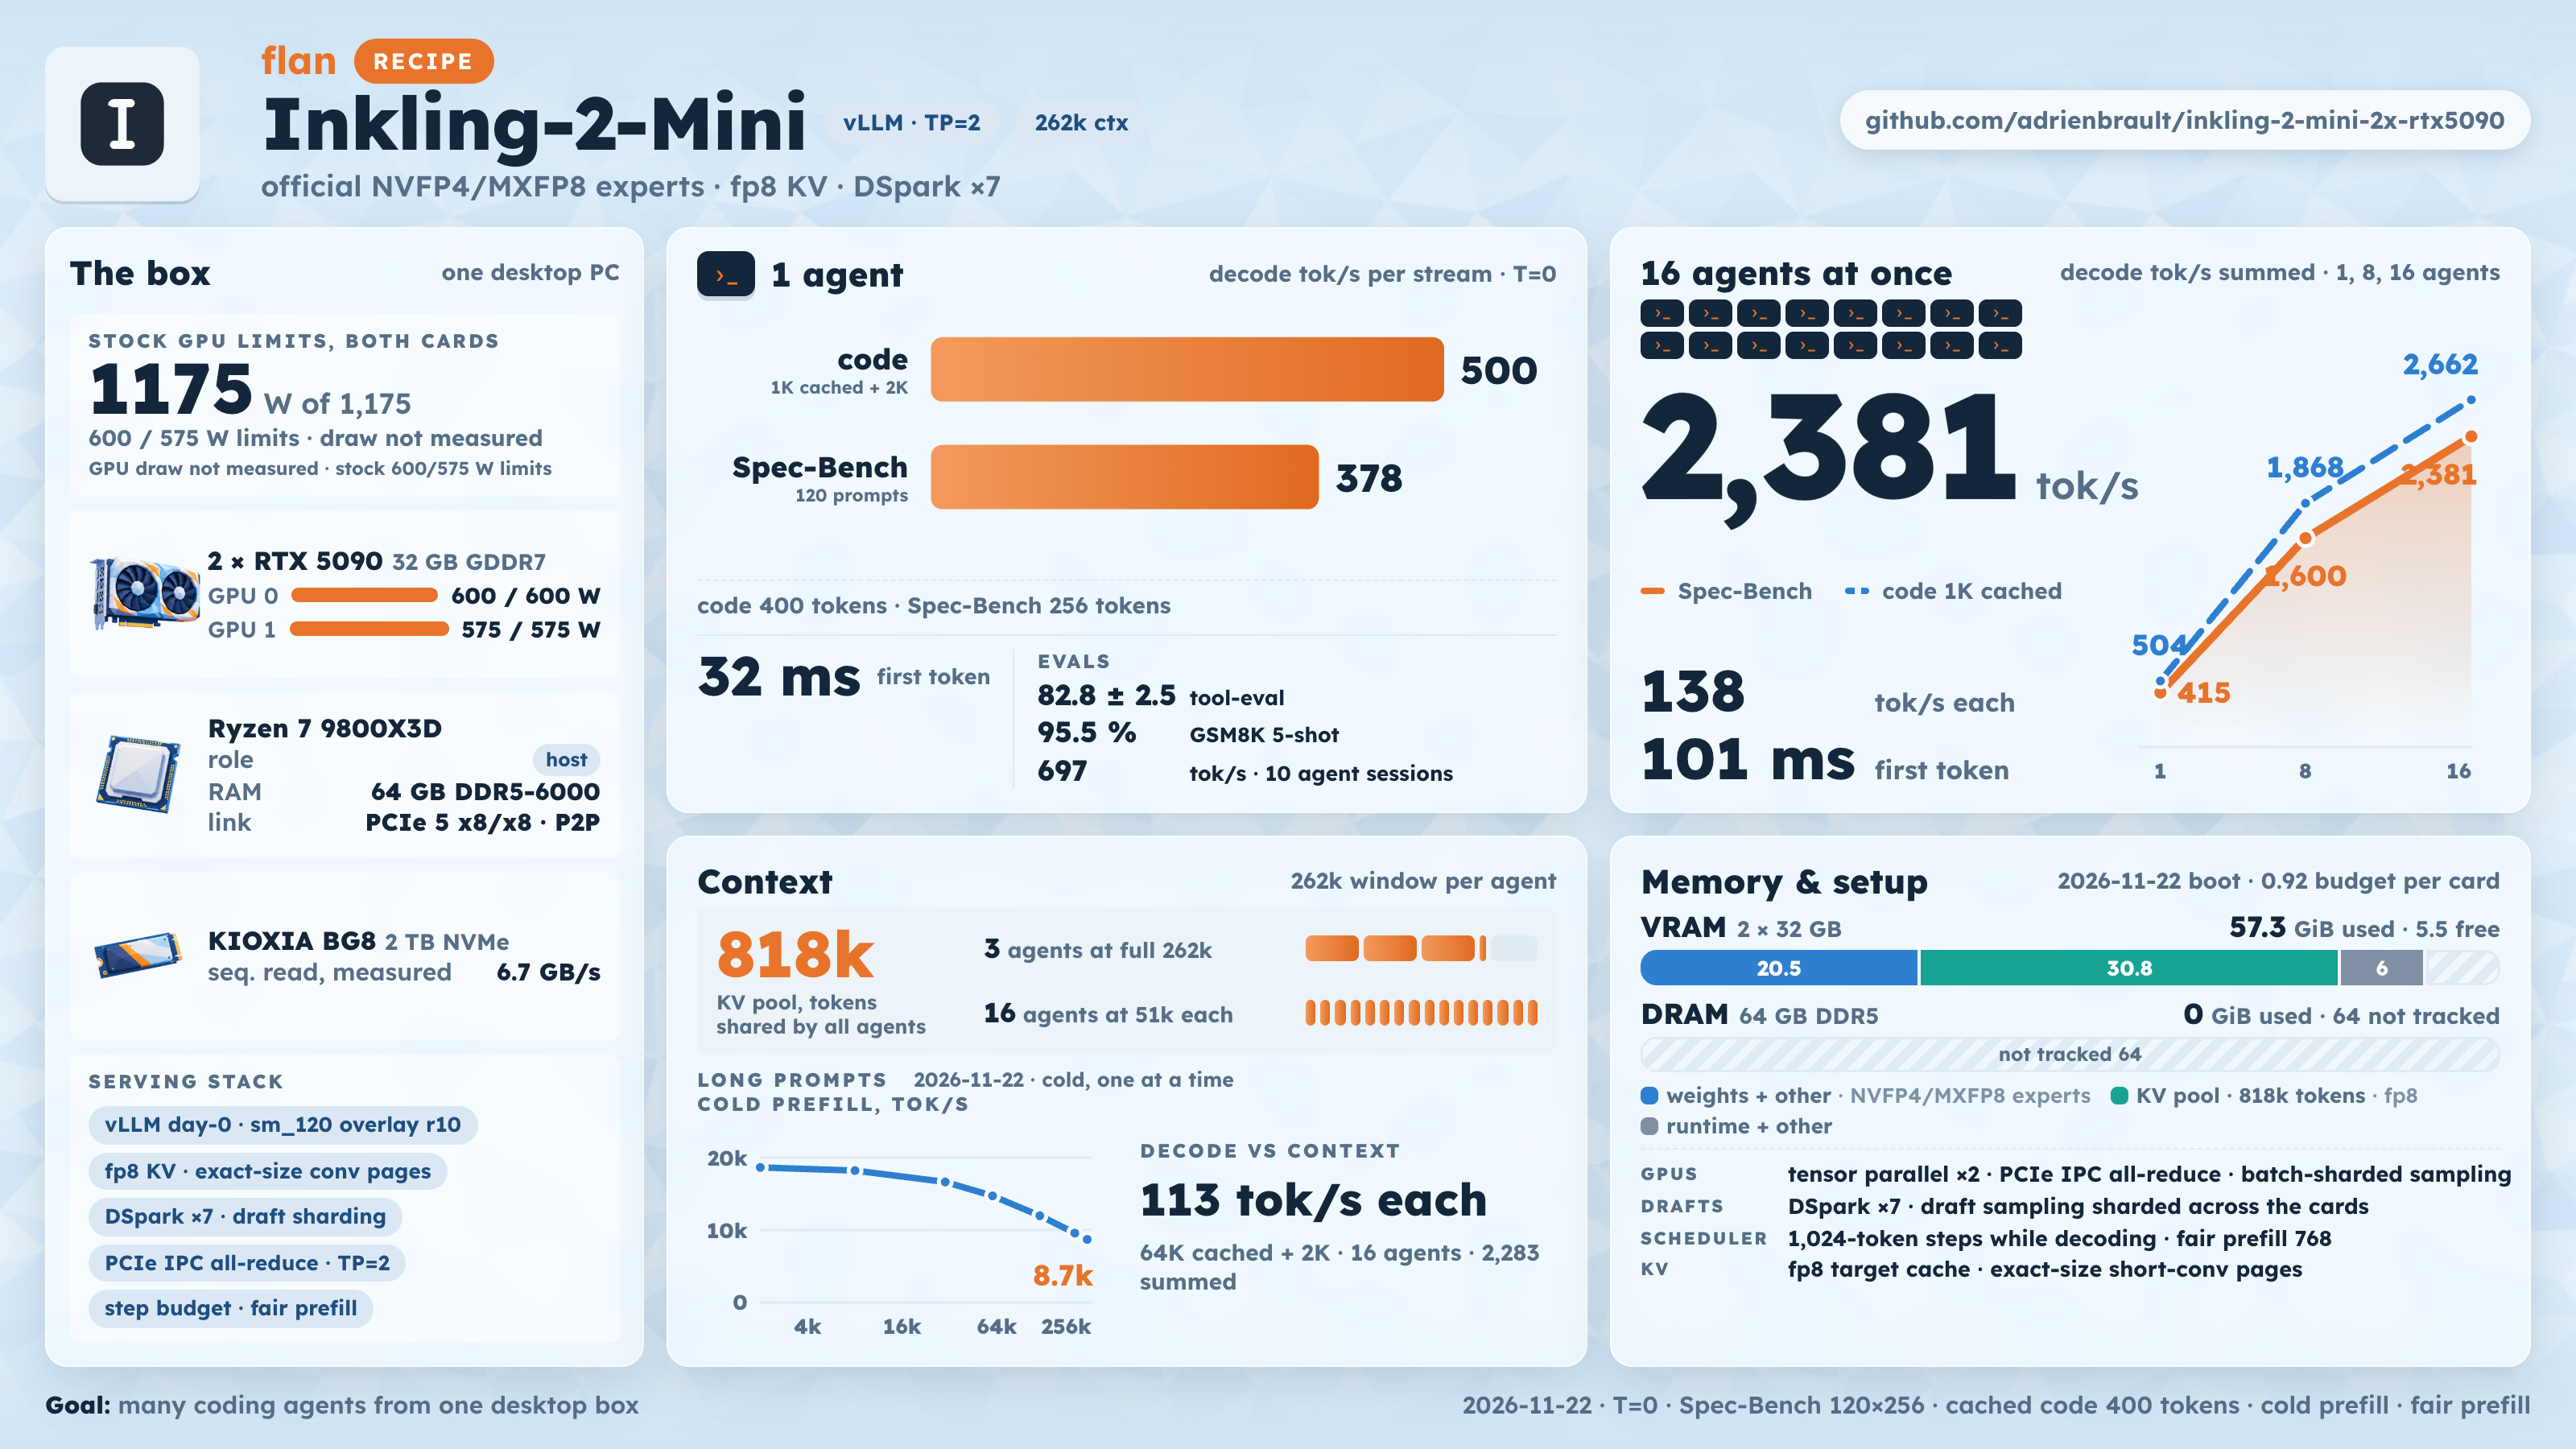 I
flan RECIPE
Inkling-2-Mini vLLM · TP=2 262k ctx
official NVFP4/MXFP8 experts · fp8 KV · DSpark ×7
github.com/adrienbrault/inkling-2-mini-2x-rtx5090
The box one desktop PC
STOCK GPU LIMITS, BOTH CARDS
1175 W of 1,175
600 / 575 W limits · draw not measured
GPU draw not measured · stock 600/575 W limits
2 × RTX 5090 32 GB GDDR7
GPU 0 600 / 600 W
GPU 1 575 / 575 W
Ryzen 7 9800X3D
role host
RAM 64 GB DDR5-6000
link PCIe 5 x8/x8 · P2P
KIOXIA BG8 2 TB NVMe
seq. read, measured 6.7 GB/s
SERVING STACK
vLLM day-0 · sm_120 overlay r10
fp8 KV · exact-size conv pages
DSpark ×7 · draft sharding
PCIe IPC all-reduce · TP=2
step budget · fair prefill
›_ 1 agent decode tok/s per stream · T=0
code 500
1K cached + 2K
Spec-Bench 378
120 prompts
code 400 tokens · Spec-Bench 256 tokens
32 ms first token
EVALS
82.8 ± 2.5 tool-eval
95.5 % GSM8K 5-shot
697 tok/s · 10 agent sessions
16 agents at once decode tok/s summed · 1, 8, 16 agents
›_ ›_ ›_ ›_ ›_ ›_ ›_ ›_
›_ ›_ ›_ ›_ ›_ ›_ ›_ ›_
2,381 tok/s
Spec-Bench code 1K cached
138 tok/s each
101 ms first token
2,662
1,868
2,381
1,600
504
415
1 8 16
Context 262k window per agent
818k
KV pool, tokens
shared by all agents
3 agents at full 262k
16 agents at 51k each
LONG PROMPTS 2026-11-22 · cold, one at a time
COLD PREFILL, TOK/S
20k
10k
0
8.7k
4k 16k 64k 256k
DECODE VS CONTEXT
113 tok/s each
64K cached + 2K · 16 agents · 2,283
summed
Memory & setup 2026-11-22 boot · 0.92 budget per card
VRAM 2 × 32 GB 57.3 GiB used · 5.5 free
20.5 30.8 6
DRAM 64 GB DDR5 0 GiB used · 64 not tracked
not tracked 64
weights + other · NVFP4/MXFP8 experts KV pool · 818k tokens · fp8
runtime + other
GPUS tensor parallel ×2 · PCIe IPC all-reduce · batch-sharded sampling
DRAFTS DSpark ×7 · draft sampling sharded across the cards
SCHEDULER 1,024-token steps while decoding · fair prefill 768
KV fp8 target cache · exact-size short-conv pages
Goal: many coding agents from one desktop box
2026-11-22 · T=0 · Spec-Bench 120×256 · cached code 400 tokens · cold prefill · fair prefill